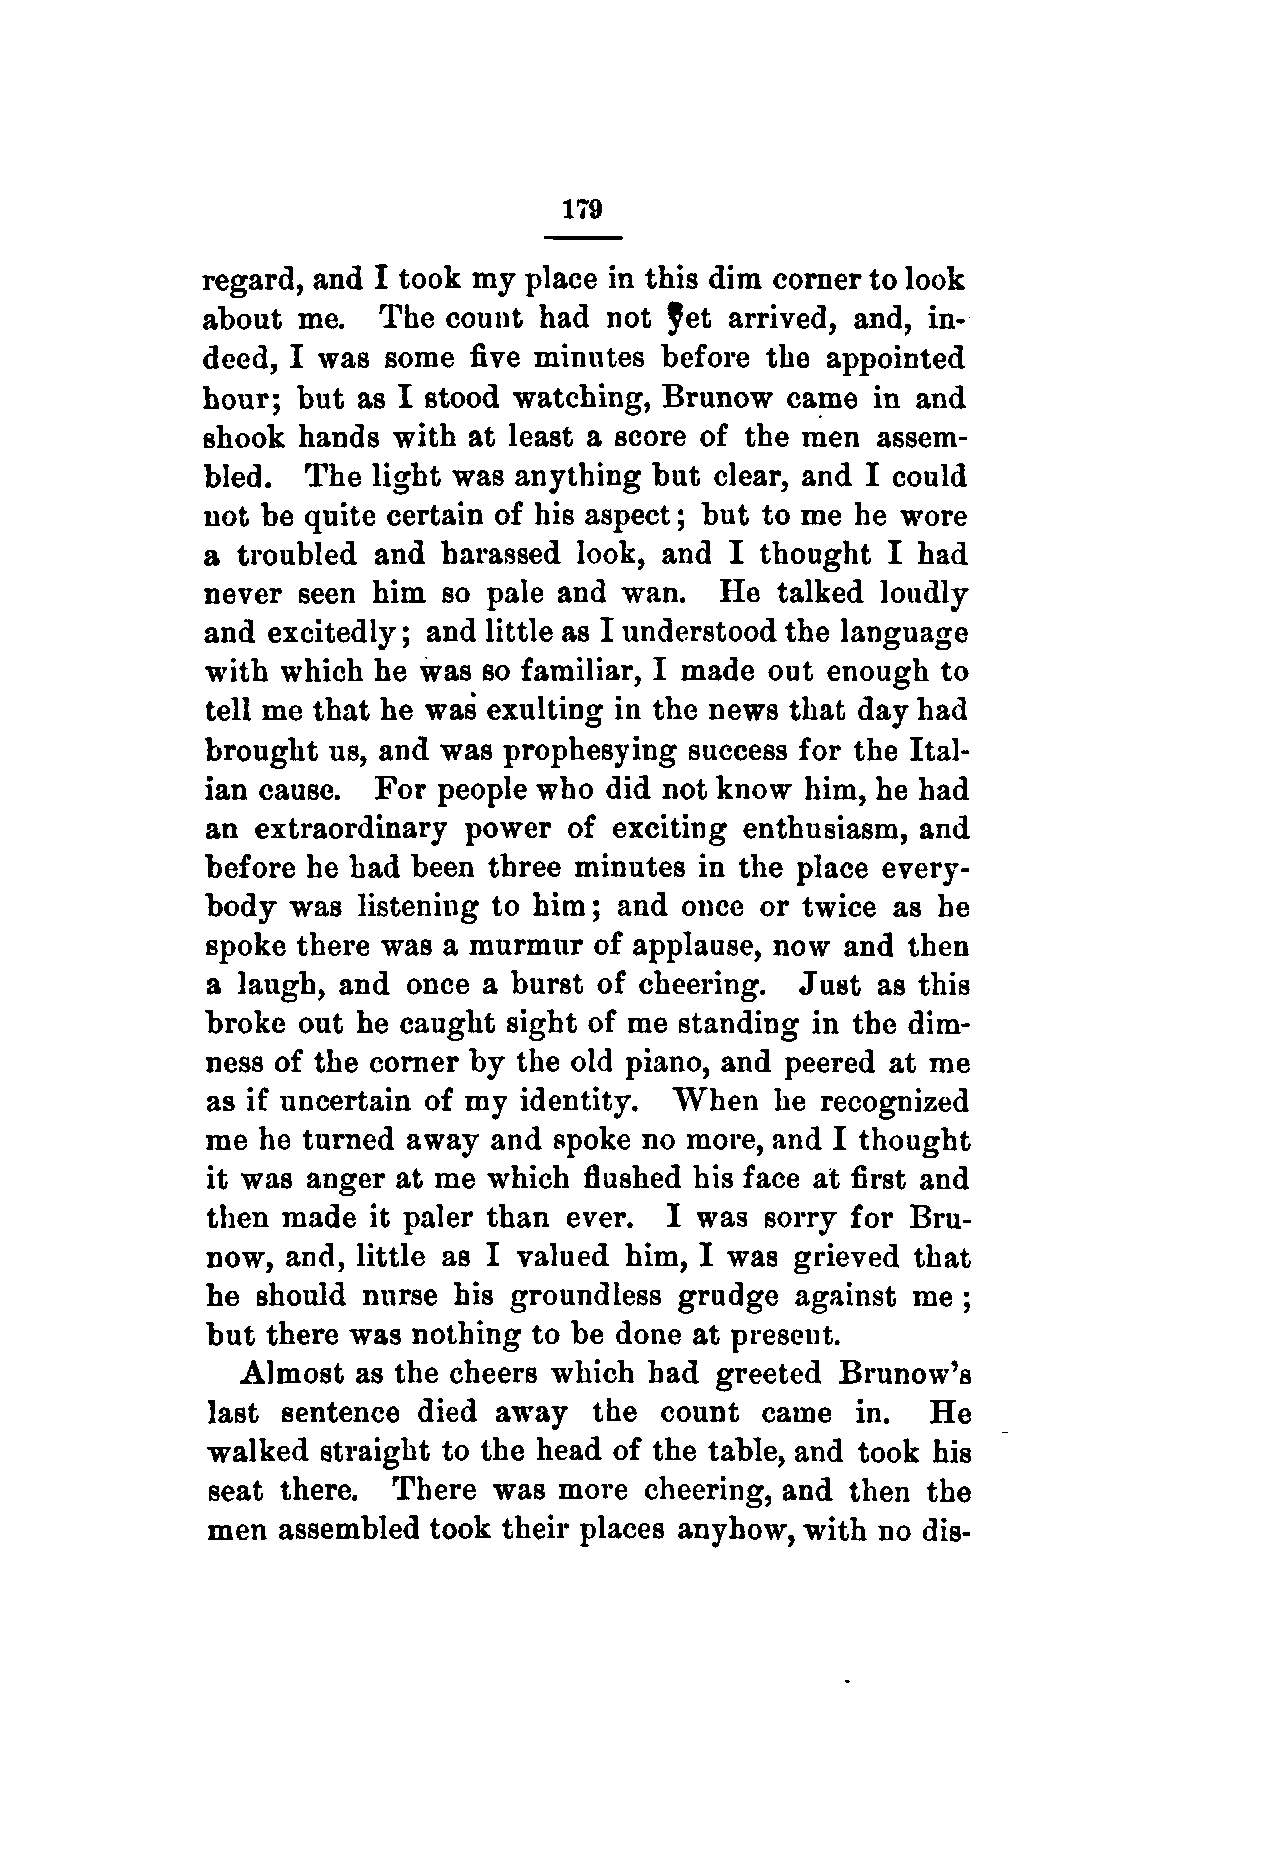 179
regard, and I took my place in this dim corner to look
about me. The count had not yet arrived, and, in-
deed, I was some five minutes before the appointed
hour; but as I stood watching, Brunow came in and
shook hands with at least a score of the men assem-
bled. The light was anything but clear, and I could
not be quite certain of his aspect; but to me he wore
a troubled and harassed look, and I thought I had
never seen him so pale and wan. He talked loudly
and excitedly; and little as I understood the language
with which he was so familiar, I made out enough to
tell me that he was exulting in the news that day had
brought us, and was prophesying success for the Ital-
ian cause. For people who did not know him, he had
an extraordinary power of exciting enthusiasm, and
before he had been three minutes in the place every-
body was listening to him; and once or twice as he
spoke there was a murmur of applause, now and then
a laugh, and once a burst of cheering. Just as this
broke out he caught sight of me standing in the dim-
ness of the corner by the old piano, and peered at me
as if uncertain of my identity. When he recognized
me he turned away and spoke no more, and I thought
it was anger at me which flushed his face at first and
then made it paler than ever. I was sorry for Bru-
now, and, little as I valued him, I was grieved that
he should nurse his groundless grudge against me;
but there was nothing to be done at present.
Almost as the cheers which had greeted Brunow's
last sentence died away the count came in. He
walked straight to the head of the table, and took his
seat there. There was more cheering, and then the
men assembled took their places anyhow, with no dis-